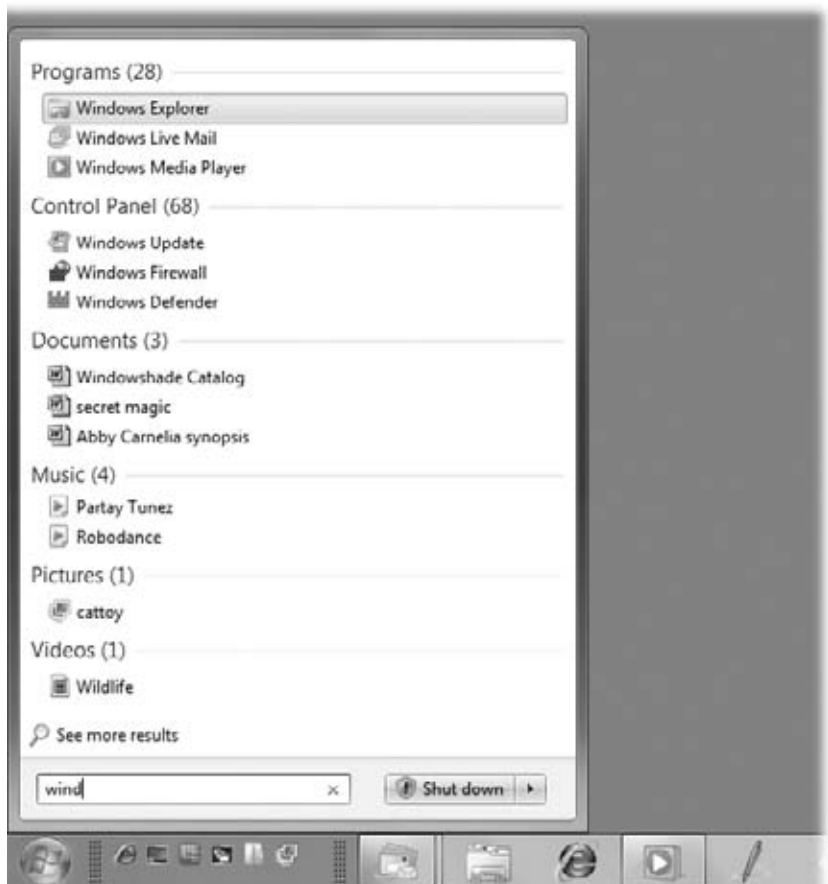 Programs (28)
Windows Explorer
Windows Live Mail
Windows Media Player
Control Panel (68)
Windows Update
Windows Firewall
Windows Defender
Documents (3)
Windowshade Catalog
secret magic
Abby Carnelia synopsis
Music (4)
Partay Tunez
Robodance
Pictures (1)
cattoy
Videos (1)
Wildlife
See more results
wind
Shut down